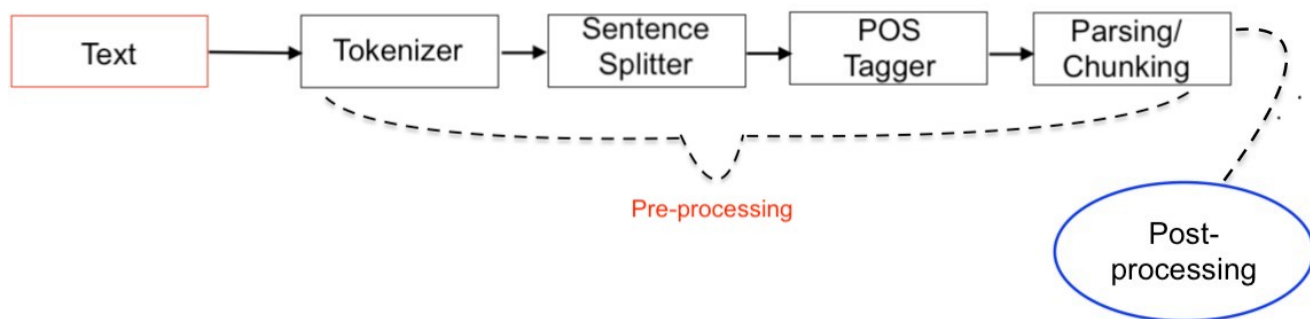 Text
Tokenizer
Sentence
Splitter
POS
Tagger
Parsing/
Chunking
Pre-processing
Post-
processing